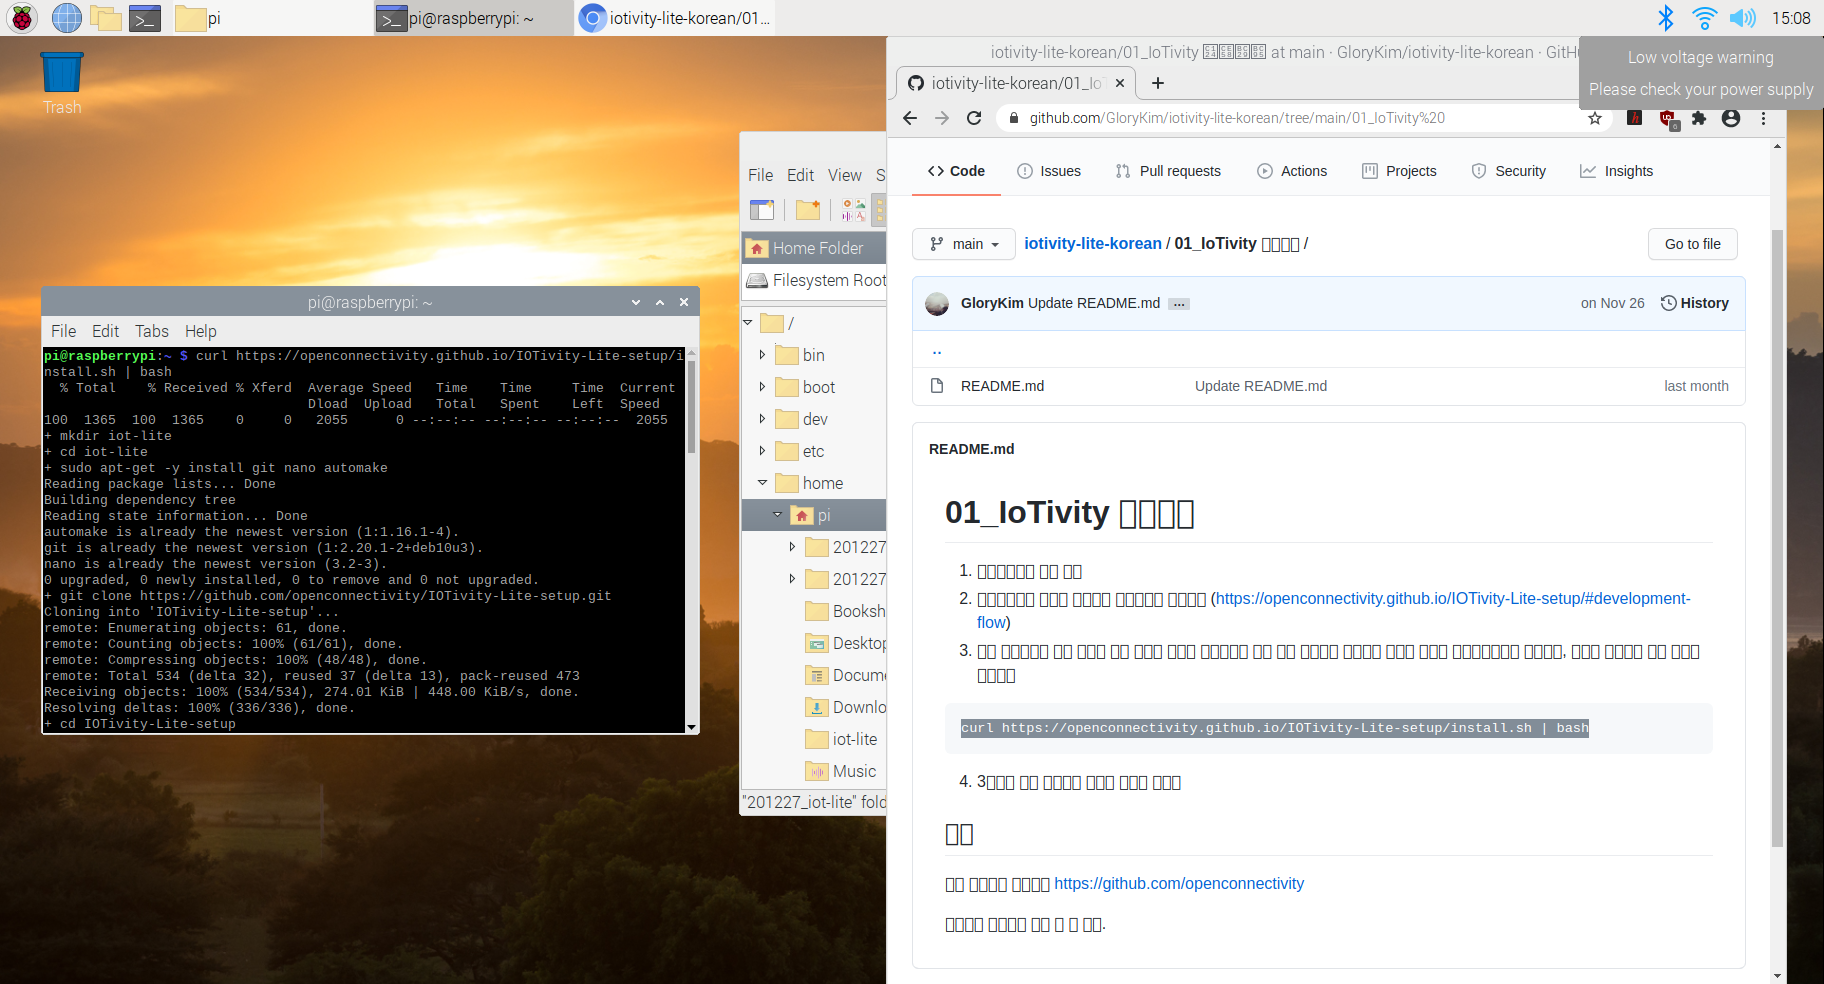 pi
pi@raspberrypi: ~
iotivity-lite-korean/01...
15:08
Low voltage warning
Please check your power supply
Trash
iotivity-lite-korean/01_IoTivity at main · GloryKim/iotivity-lite-korean · GitHu
iotivity-lite-korean/01_IoT
github.com/GloryKim/iotivity-lite-korean/tree/main/01_IoTivity%20
File Edit View S
Home Folder
Filesystem Root
/
bin
boot
dev
etc
home
pi
201227
201227
Booksh
Desktop
Docume
Downlo
iot-lite
Music
"201227_iot-lite" fold
pi@raspberrypi: ~
File Edit Tabs Help
pi@raspberrypi:~ $ curl https://openconnectivity.github.io/IOTivity-Lite-setup/i
nstall.sh | bash
% Total % Received % Xferd Average Speed Time Time Time Current
Dload Upload Total Spent Left Speed
100 1365 100 1365 0 0 2055 0 --:--:-- --:--:-- --:--:-- 2055
+ mkdir iot-lite
+ cd iot-lite
+ sudo apt-get -y install git nano automake
Reading package lists... Done
Building dependency tree
Reading state information... Done
automake is already the newest version (1:1.16.1-4).
git is already the newest version (1:2.20.1-2+deb10u3).
nano is already the newest version (3.2-3).
0 upgraded, 0 newly installed, 0 to remove and 0 not upgraded.
+ git clone https://github.com/openconnectivity/IOTivity-Lite-setup.git
Cloning into 'IOTivity-Lite-setup'...
remote: Enumerating objects: 61, done.
remote: Counting objects: 100% (61/61), done.
remote: Compressing objects: 100% (48/48), done.
remote: Total 534 (delta 32), reused 37 (delta 13), pack-reused 473
Receiving objects: 100% (534/534), 274.01 KiB | 448.00 KiB/s, done.
Resolving deltas: 100% (336/336), done.
+ cd IOTivity-Lite-setup
Code Issues Pull requests Actions Projects Security Insights
main
iotivity-lite-korean / 01_IoTivity /
Go to file
GloryKim Update README.md ...
on Nov 26 History
..
README.md Update README.md last month
README.md
01_IoTivity
1.
2. (https://openconnectivity.github.io/IOTivity-Lite-setup/#development-
flow)
3.
curl https://openconnectivity.github.io/IOTivity-Lite-setup/install.sh | bash
4. 3
https://github.com/openconnectivity